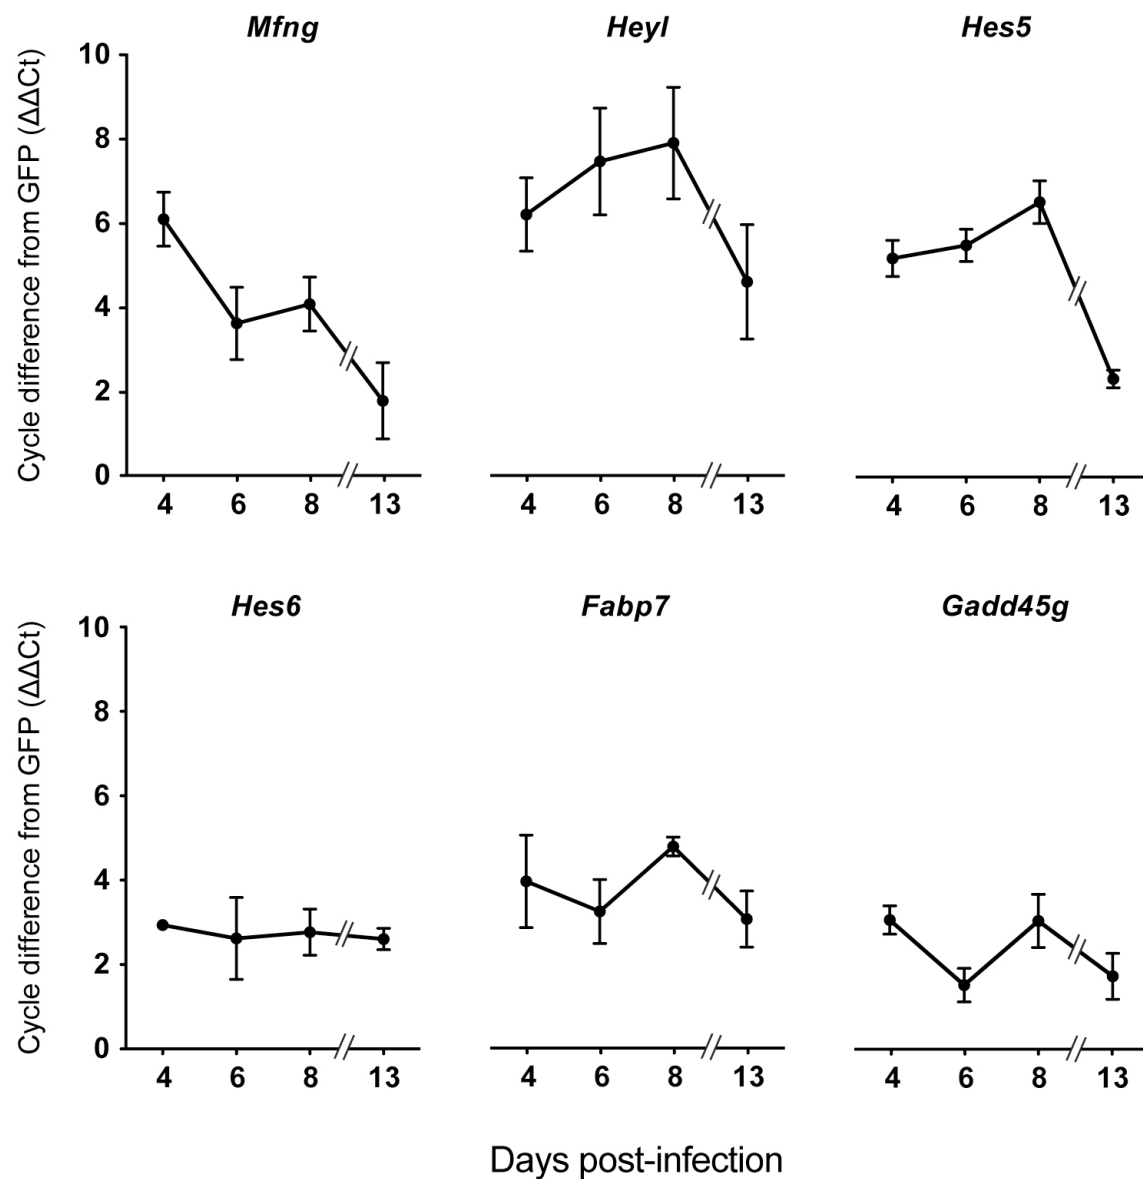 Mfng Heyl Hes5
Cycle difference from GFP (ΔΔCt)
10
8
6
4
2
0
4 6 8 13 4 6 8 13 4 6 8 13
Hes6 Fabp7 Gadd45g
Cycle difference from GFP (ΔΔCt)
10
8
6
4
2
0
4 6 8 13 4 6 8 13 4 6 8 13
Days post-infection